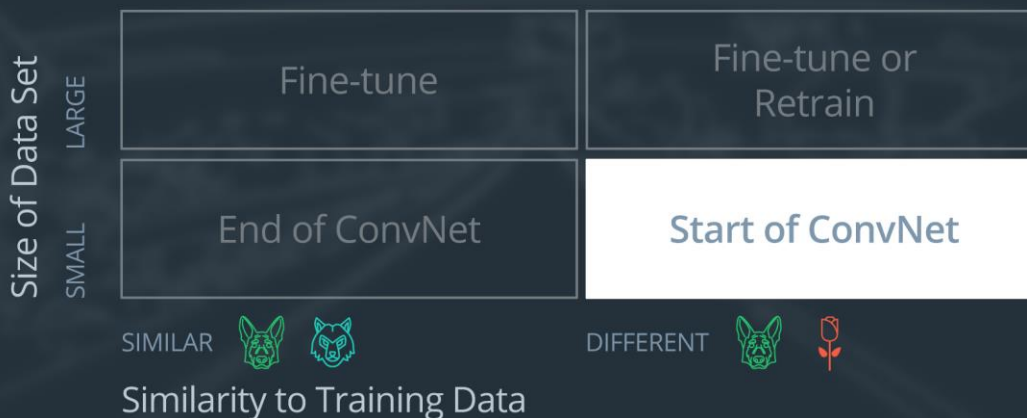 Size of Data Set
LARGE
SMALL
Fine-tune
Fine-tune or
Retrain
End of ConvNet
Start of ConvNet
SIMILAR
DIFFERENT
Similarity to Training Data